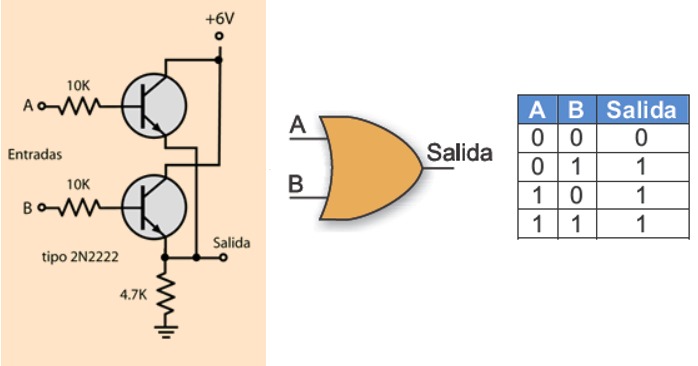 +6V
10K
A
Entradas
10K
B
Salida
tipo 2N2222
4.7K
A
B
Salida
A B Salida
0 0 0
0 1 1
1 0 1
1 1 1